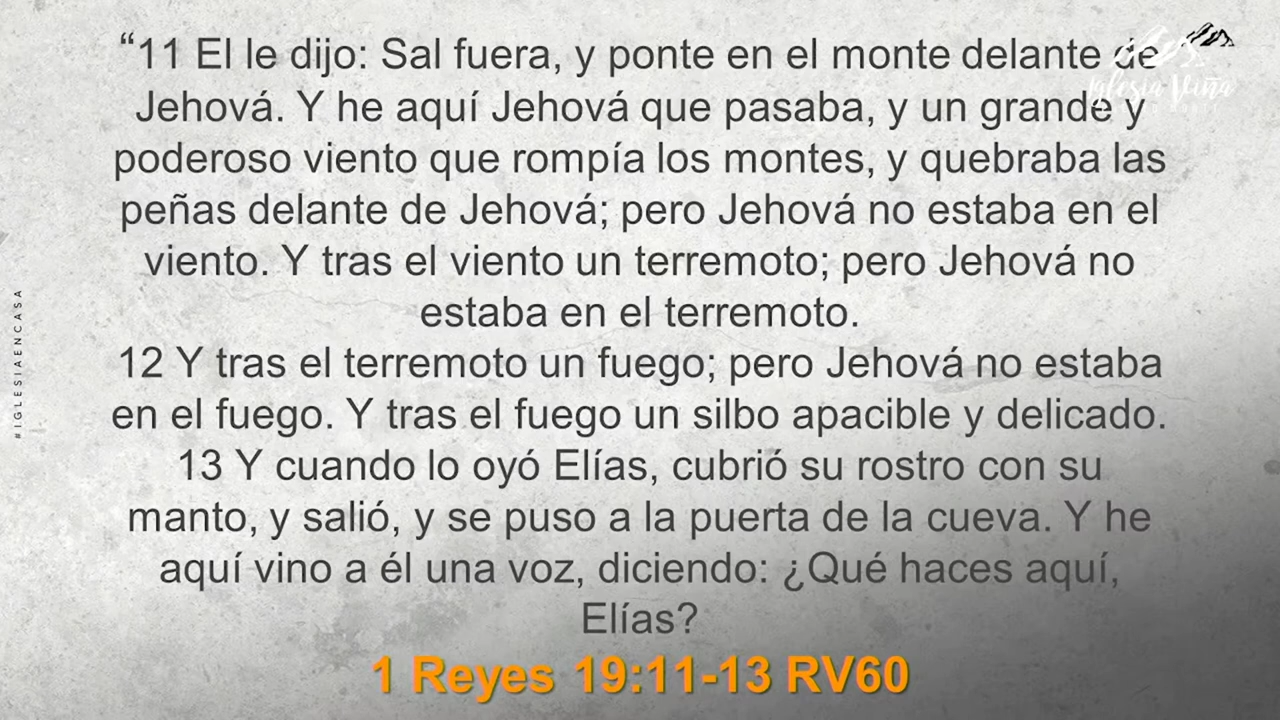 “11 El le dijo: Sal fuera, y ponte en el monte delante de
Jehová. Y he aquí Jehová que pasaba, y un grande y
poderoso viento que rompía los montes, y quebraba las
peñas delante de Jehová; pero Jehová no estaba en el
viento. Y tras el viento un terremoto; pero Jehová no
estaba en el terremoto.
12 Y tras el terremoto un fuego; pero Jehová no estaba
en el fuego. Y tras el fuego un silbo apacible y delicado.
13 Y cuando lo oyó Elías, cubrió su rostro con su
manto, y salió, y se puso a la puerta de la cueva. Y he
aquí vino a él una voz, diciendo: ¿Qué haces aquí,
Elías?
1 Reyes 19:11-13 RV60
Iglesia Viña
#IGLESIAENCASA